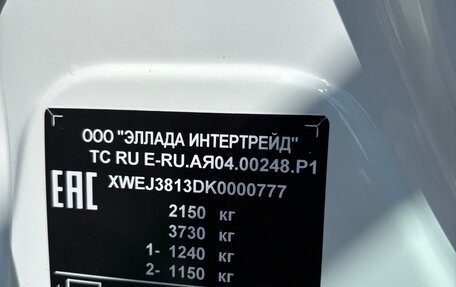 ООО "ЭЛЛАДА ИНТЕРТРЕЙД"
ТС RU E-RU.АЯ04.00248.Р1
EAC
XWEJ3813DK0000777
2150 кг
3730 кг
1- 1240 кг
2- 1150 кг